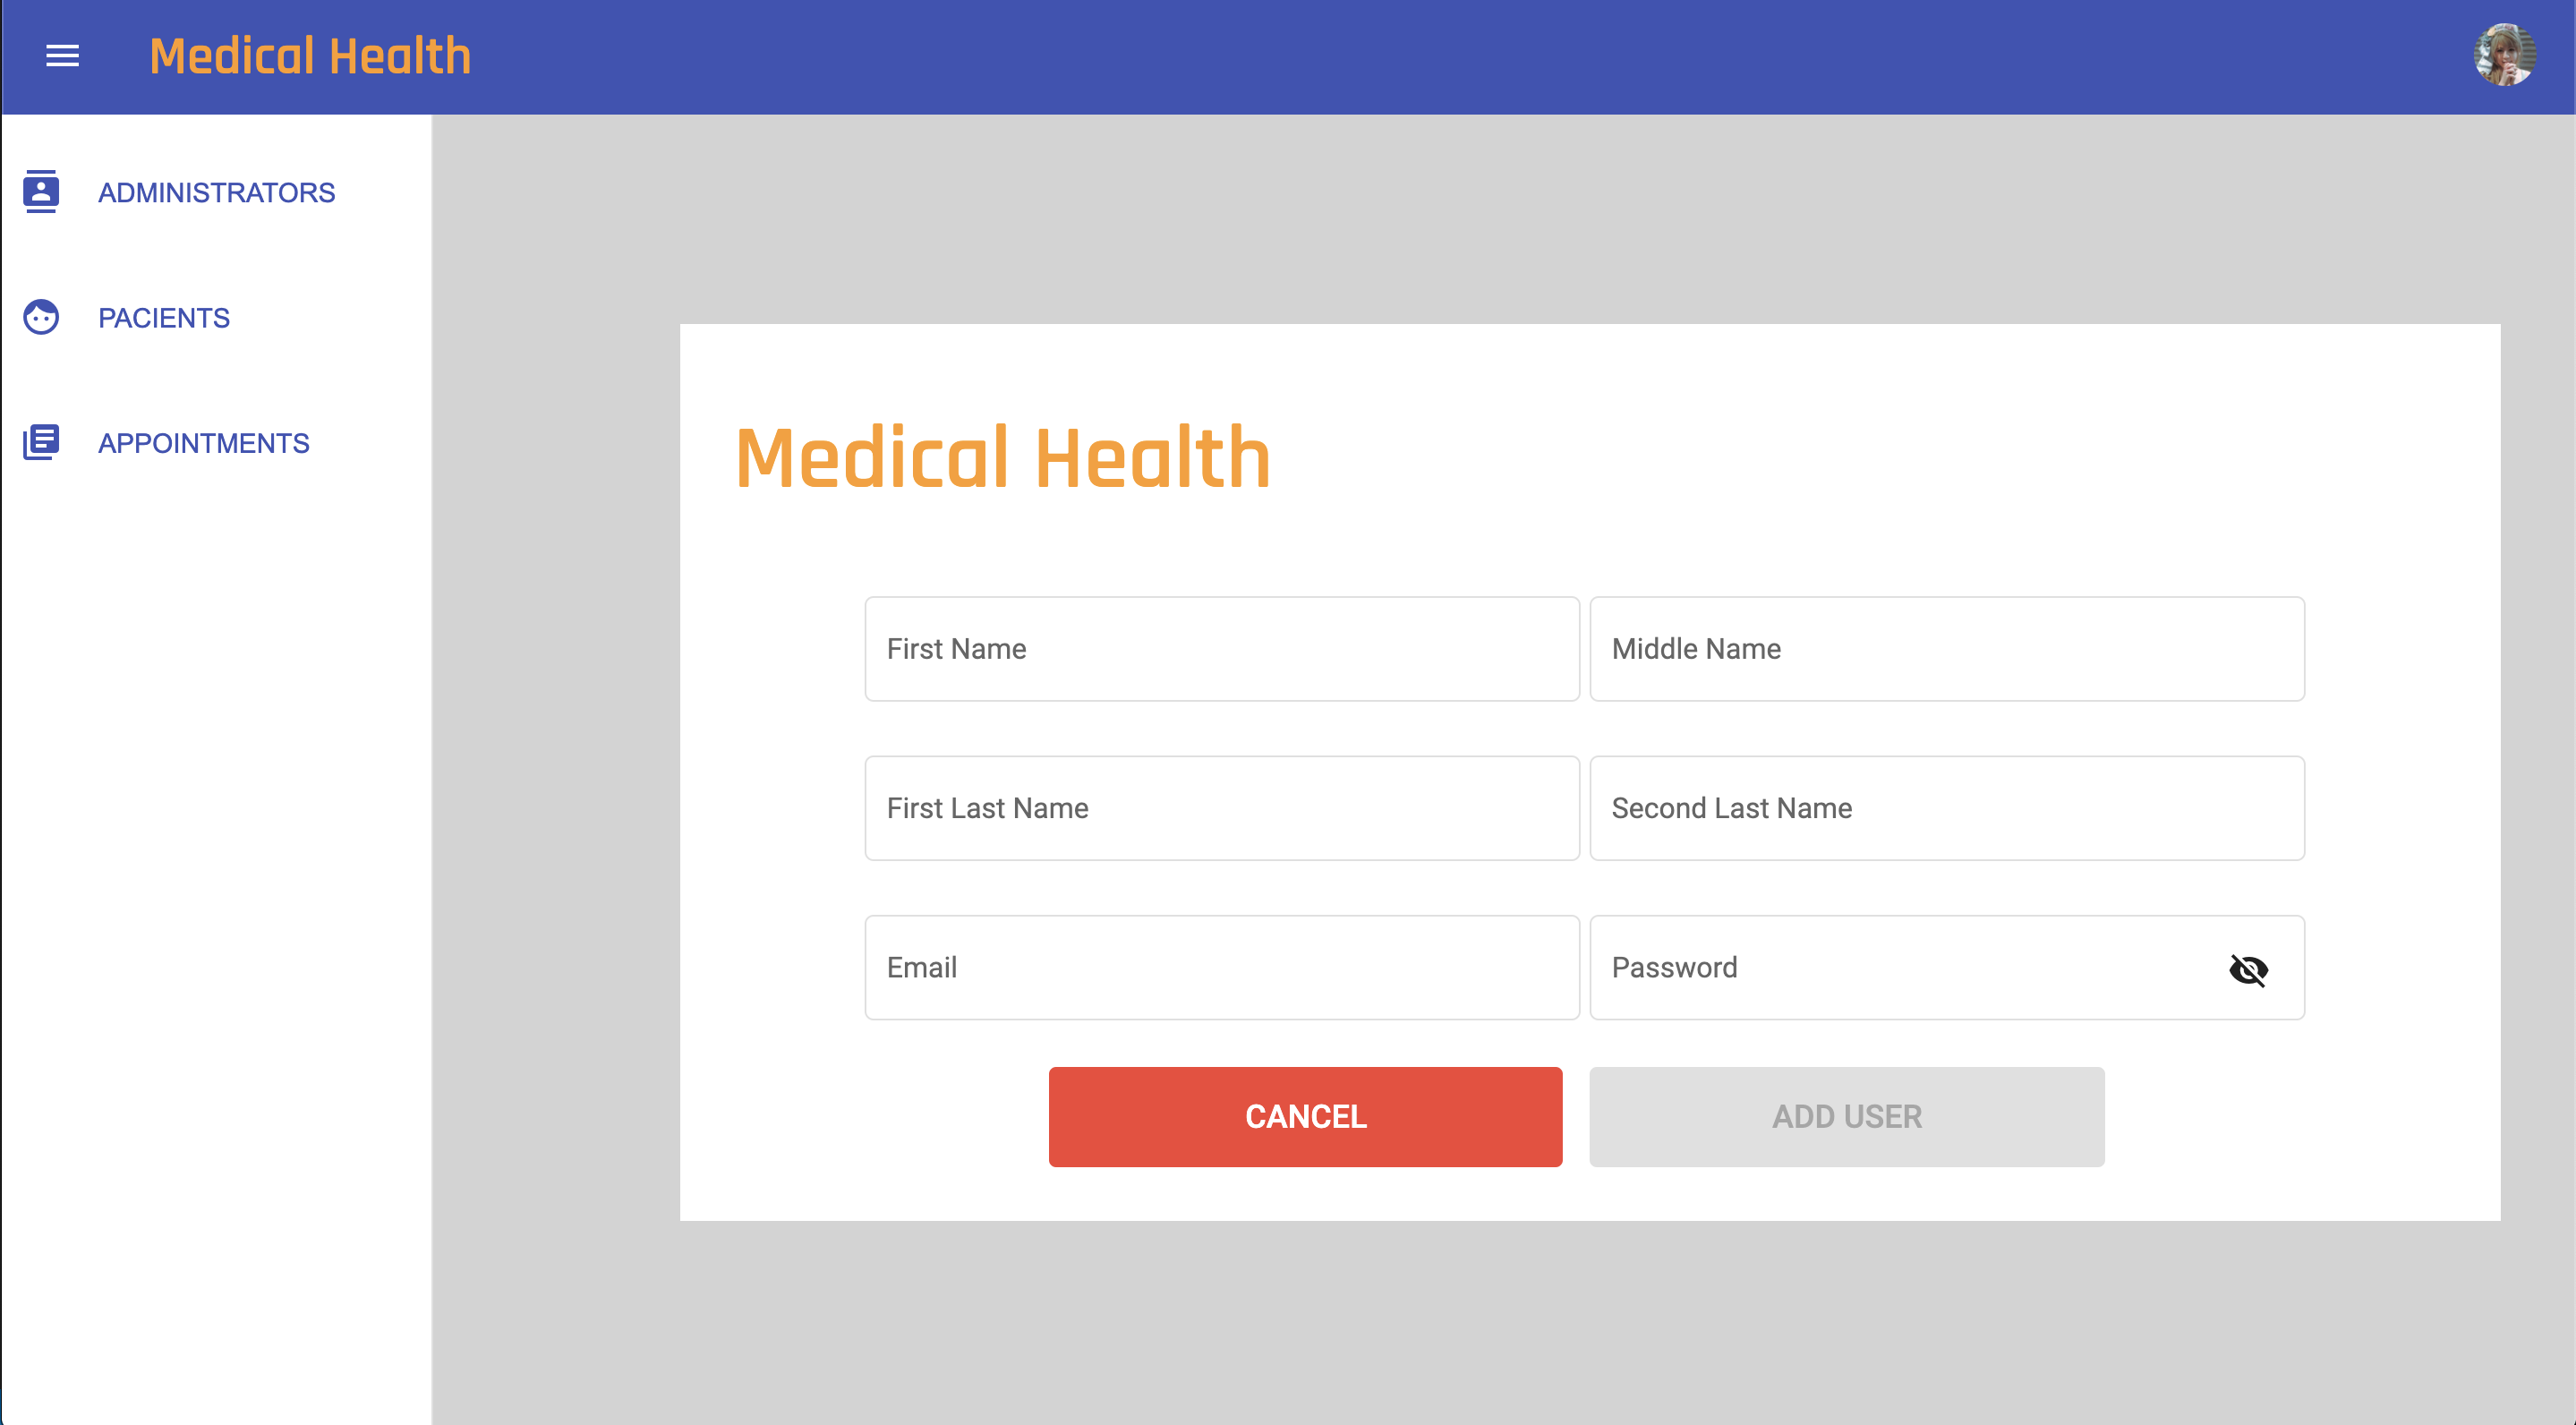 Medical Health
ADMINISTRATORS
PACIENTS
APPOINTMENTS
Medical Health
First Name
Middle Name
First Last Name
Second Last Name
Email
Password
CANCEL
ADD USER